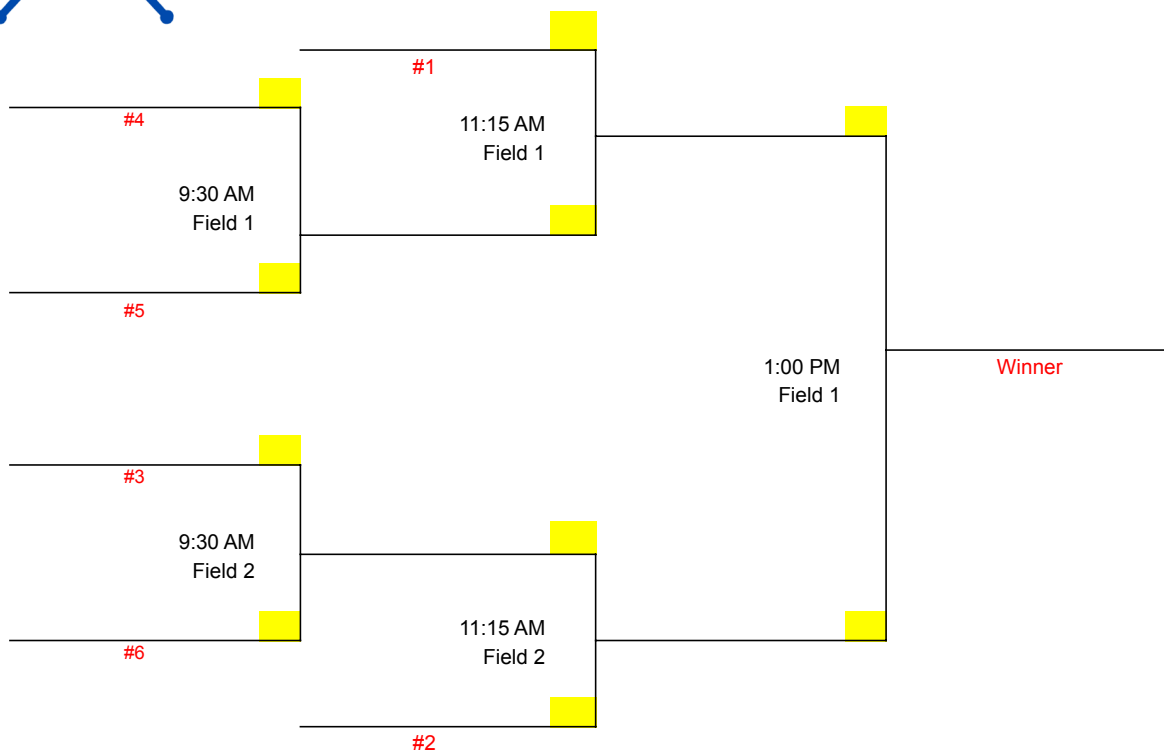 #1
#4
11:15 AM
Field 1
9:30 AM
Field 1
#5
1:00 PM
Field 1
Winner
#3
9:30 AM
Field 2
#6
11:15 AM
Field 2
#2